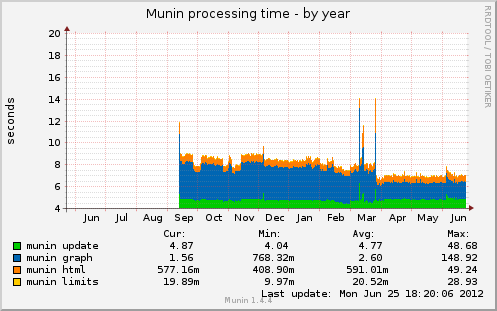 Munin processing time - by year
RRDTOOL / TOBI OETIKER
seconds
20
18
16
14
12
10
8
6
4
Jun Jul Aug Sep Oct Nov Dec Jan Feb Mar Apr May Jun
Cur: Min: Avg: Max:
munin update 4.87 4.04 4.77 48.68
munin graph 1.56 768.32m 2.60 148.92
munin html 577.16m 408.90m 591.01m 49.24
munin limits 19.89m 9.97m 20.52m 28.93
Last update: Mon Jun 25 18:20:06 2012
Munin 1.4.4